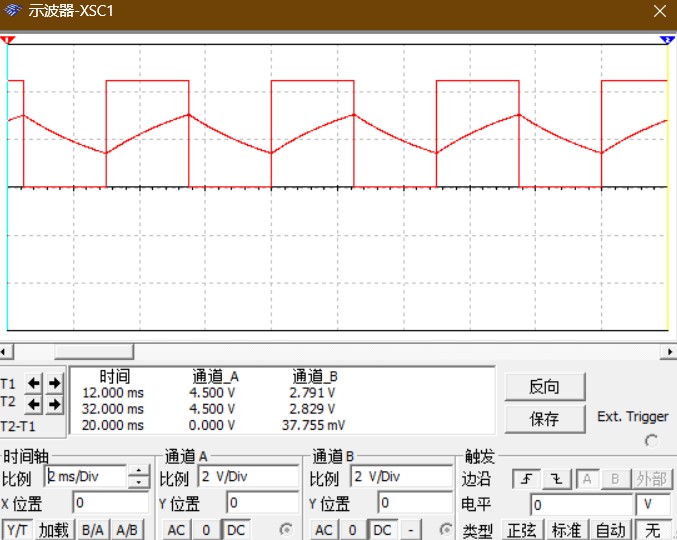 示波器-XSC1
1
2
时间 通道_A 通道_B
T1 12.000 ms 4.500 V 2.791 V
T2 32.000 ms 4.500 V 2.829 V
T2-T1 20.000 ms 0.000 V 37.755 mV
反向
保存
Ext. Trigger
时间轴 通道 A 通道 B 触发
比例 2 ms/Div 比例 2 V/Div 比例 2 V/Div 边沿 A B 外部
X 位置 0 Y 位置 0 Y 位置 0 电平 0 V
Y/T 加载 B/A A/B AC 0 DC AC 0 DC - 类型 正弦 标准 自动 无